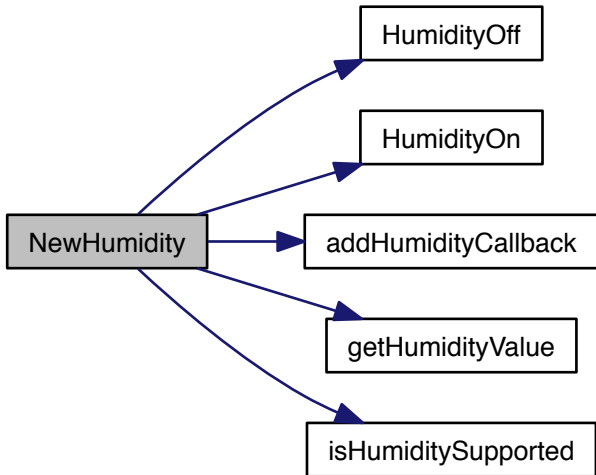 HumidityOff
HumidityOn
NewHumidity
addHumidityCallback
getHumidityValue
isHumiditySupported